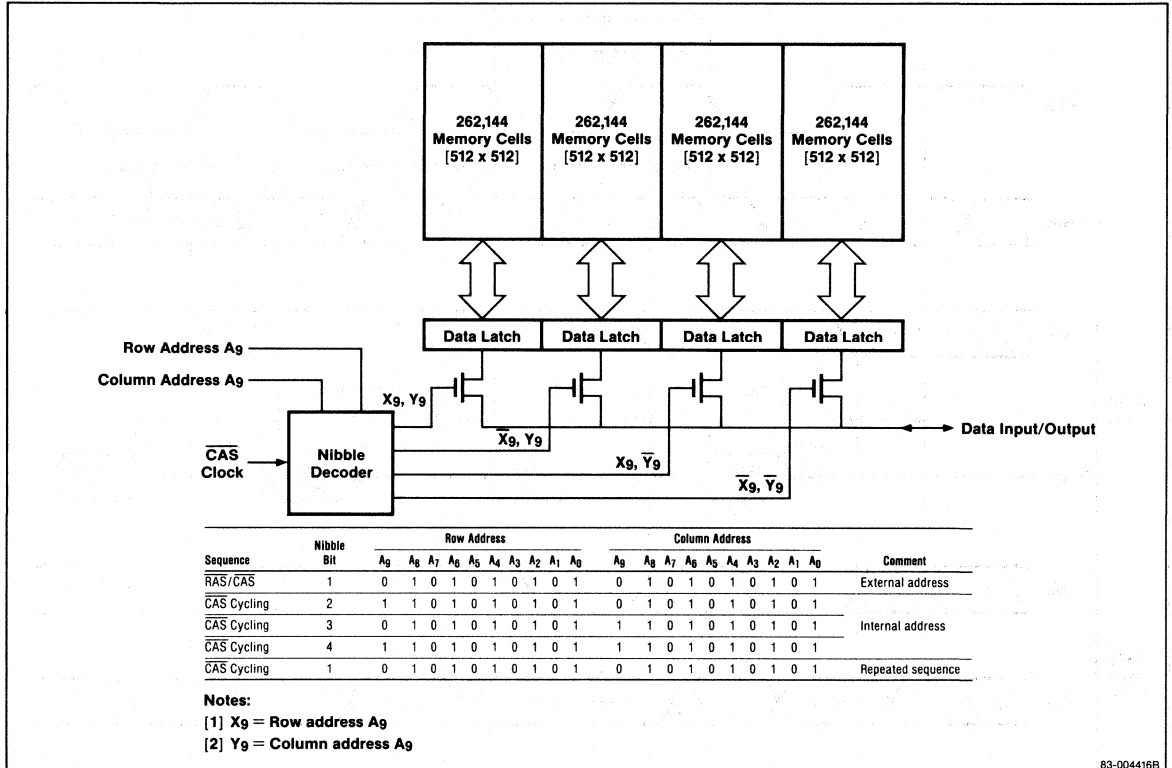 262,144 Memory Cells [512 x 512]
262,144 Memory Cells [512 x 512]
262,144 Memory Cells [512 x 512]
262,144 Memory Cells [512 x 512]
Data Latch Data Latch Data Latch Data Latch
Row Address A9
Column Address A9
X9, Y9
X̅9, Y9
X9, Y̅9
X̅9, Y̅9
C̅A̅S̅ Clock
Nibble Decoder
Data Input/Output
Row Address Column Address
Sequence Nibble Bit A9 A8 A7 A6 A5 A4 A3 A2 A1 A0 A9 A8 A7 A6 A5 A4 A3 A2 A1 A0 Comment
R̅A̅S̅/C̅A̅S̅ 1 0 1 0 1 0 1 0 1 0 1 0 1 0 1 0 1 0 1 0 1 External address
C̅A̅S̅ Cycling 2 1 1 0 1 0 1 0 1 0 1 0 1 0 1 0 1 0 1 0 1
C̅A̅S̅ Cycling 3 0 1 0 1 0 1 0 1 0 1 1 1 0 1 0 1 0 1 0 1 Internal address
C̅A̅S̅ Cycling 4 1 1 0 1 0 1 0 1 0 1 1 1 0 1 0 1 0 1 0 1
C̅A̅S̅ Cycling 1 0 1 0 1 0 1 0 1 0 1 0 1 0 1 0 1 0 1 0 1 Repeated sequence
Notes:
[1] X9 = Row address A9
[2] Y9 = Column address A9
83-004416B